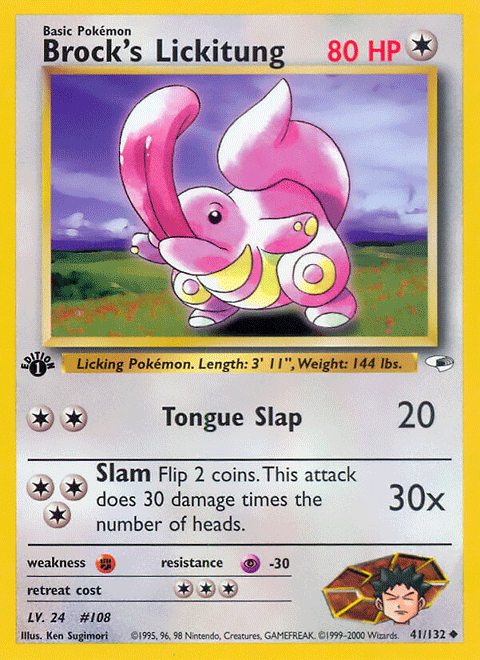 Basic Pokémon
Brock's Lickitung 80 HP
EDITION
1
Licking Pokémon. Length: 3' 11", Weight: 144 lbs.
Tongue Slap 20
Slam Flip 2 coins. This attack
does 30 damage times the
number of heads.
30x
weakness resistance -30
retreat cost
LV. 24 #108
Illus. Ken Sugimori ©1995, 96, 98 Nintendo, Creatures, GAMEFREAK. ©1999-2000 Wizards. 41/132